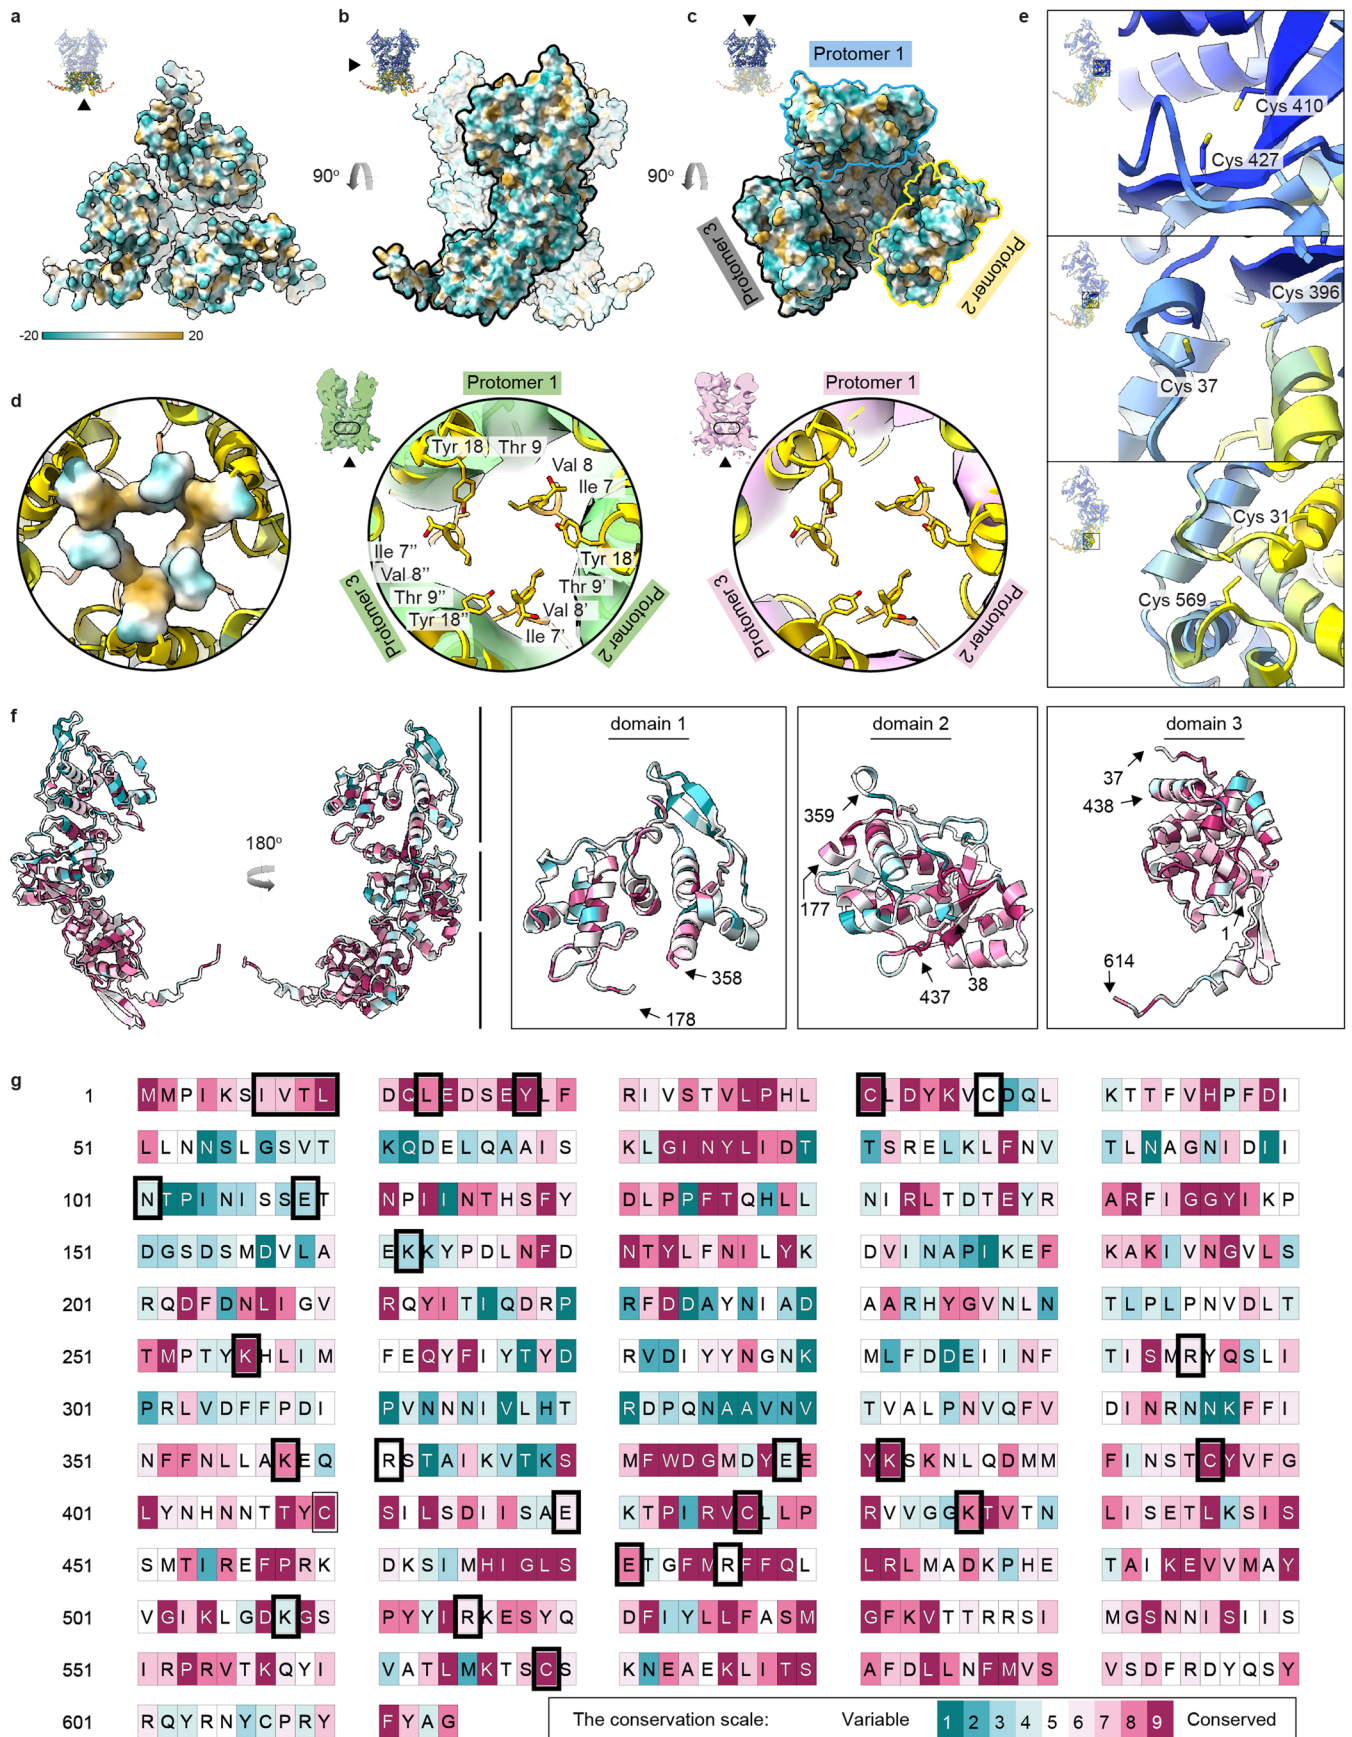 a
b
c
e
Protomer 1
90°
90°
Protomer 3
Protomer 2
-20
20
Cys 410
Cys 427
Cys 396
Cys 37
Cys 31
Cys 569
d
Protomer 1
Tyr 18
Thr 9
Val 8
Ile 7
Ile 7''
Val 8''
Thr 9''
Tyr 18''
Tyr 18'
Thr 9'
Val 8'
Ile 7'
Protomer 3
Protomer 2
Protomer 1
Protomer 3
Protomer 2
f
180°
domain 1
358
178
domain 2
359
177
437
38
domain 3
37
438
1
614
g
1 MMPIKSIVTL DQLEDSEYLF RIVSTVLPHL CLDYKVCDQL KTTFVHPFDI
51 LLNNSLGSVT KQDELQAAIS KLGINYLIDT TSRELKLFNV TLNAGNIDII
101 NTPINISSET NPIINTHSFY DLPPFTQHLL NIRLTDTEYR ARFIGGYIKP
151 DGSDSMDVLA EKKYPDLNFD NTYLFNILYK DVINAPIKEF KAKIVNGVLS
201 RQDFDNLIGV RQYITIQDRP RFDDAYNIAD AARHYGVNLN TLPLPNVDLT
251 TMPTYKHLIM FEQYFIYTYD RVDIYYNGNK MLFDDEIINF TISMRYQSLI
301 PRLVDFFPDI PVNNNIVLHT RDPQNAAVNV TVALPNVQFV DINRNNKFFI
351 NFFNLLAKEQ RSTAIKVTKS MFWDGMDYEE YKSKNLQDMM FINSTCYVFG
401 LYNHNNTTYC SILSDIISAE KTPIRVCLLP RVVGGKTVTN LISETLKSIS
451 SMTIREFPRK DKSIMHIGLS ETGFMRFFQL LRLMADKPHE TAIKEVVMAY
501 VGIKLGDKGS PYYIRKESYQ DFIYLLFASM GFKVTTRRSI MGSNNISIIS
551 IRPRVTKQYI VATLMKTSCS KNEAEKLITS AFDLLNFMVS VSDFRDYQSY
601 RQYRNYCPRY FYAG
The conservation scale: Variable 1 2 3 4 5 6 7 8 9 Conserved